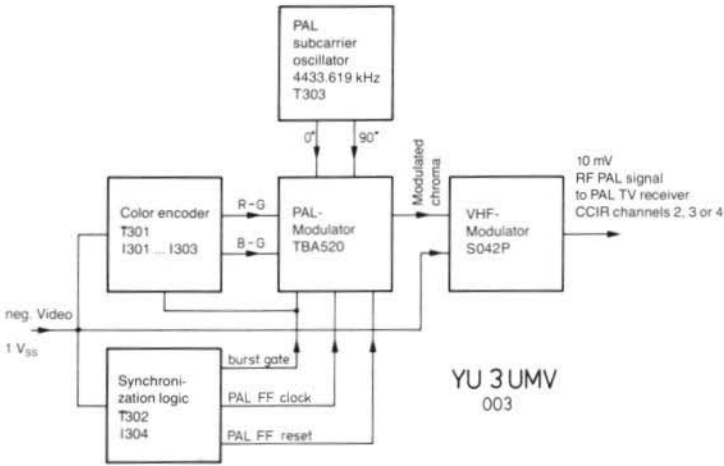 PAL
subcarrier
oscillator
4433.619 kHz
T303
0°
90°
Modulated
chroma
10 mV
RF PAL signal
to PAL TV receiver
CCIR channels 2, 3 or 4
Color encoder
T301
I301 ... I303
R-G
B-G
PAL-
Modulator
TBA520
VHF-
Modulator
S042P
neg. Video
1 Vss
Synchroni-
zation logic
T302
I304
burst gate
PAL FF clock
PAL FF reset
YU 3 UMV
003